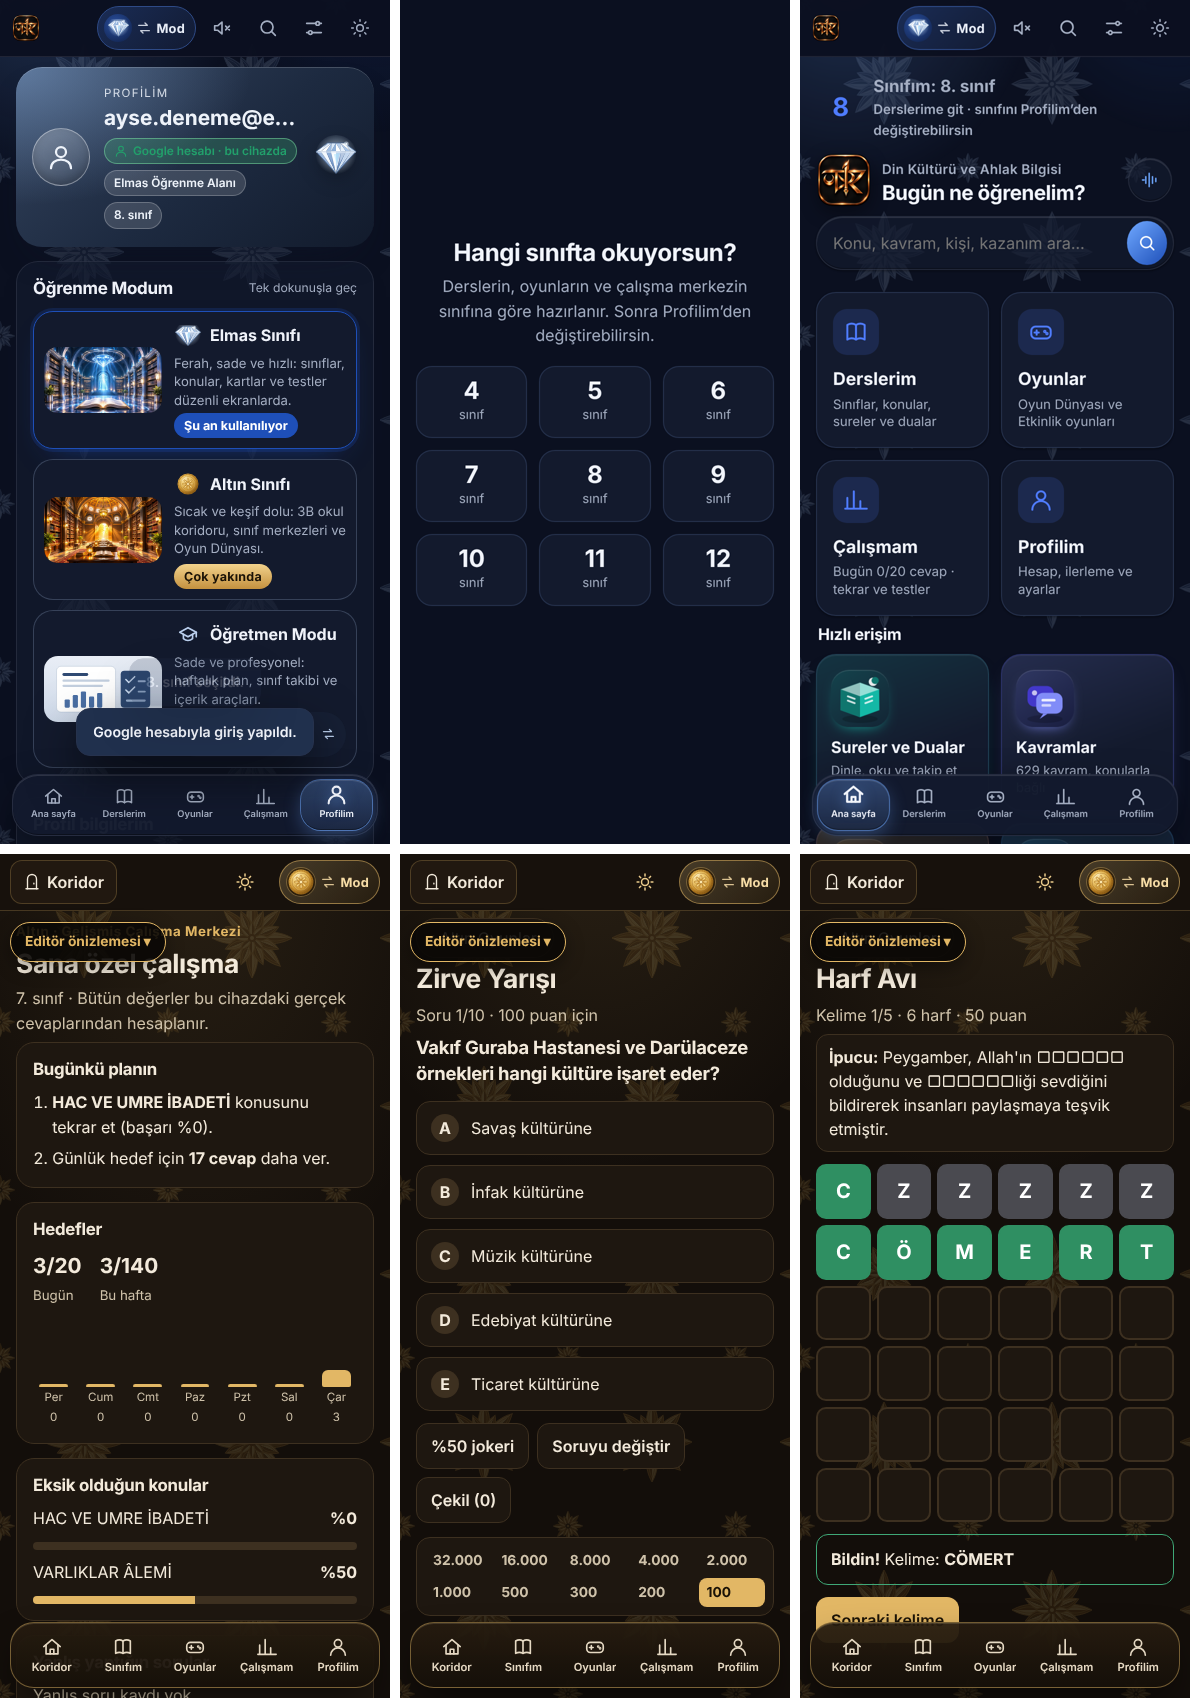 Mod
PROFİLİM
ayse.deneme@e...
Google hesabı · bu cihazda
Elmas Öğrenme Alanı
8. sınıf
Öğrenme Modum
Tek dokunuşla geç
Elmas Sınıfı
Ferah, sade ve hızlı: sınıflar,
konular, kartlar ve testler
düzenli ekranlarda.
Şu an kullanılıyor
Altın Sınıfı
Sıcak ve keşif dolu: 3B okul
koridoru, sınıf merkezleri ve
Oyun Dünyası.
Çok yakında
Öğretmen Modu
Sade ve profesyonel:
haftalık plan, sınıf takibi ve
içerik araçları.
Google hesabıyla giriş yapıldı.
Profil bilgilerim
Ana sayfa
Derslerim
Oyunlar
Çalışmam
Profilim
Hangi sınıfta okuyorsun?
Derslerin, oyunların ve çalışma merkezin
sınıfına göre hazırlanır. Sonra Profilim’den
değiştirebilirsin.
4 sınıf
5 sınıf
6 sınıf
7 sınıf
8 sınıf
9 sınıf
10 sınıf
11 sınıf
12 sınıf
Mod
8
Sınıfım: 8. sınıf
Derslerime git · sınıfını Profilim’den
değiştirebilirsin
Din Kültürü ve Ahlak Bilgisi
Bugün ne öğrenelim?
Konu, kavram, kişi, kazanım ara...
Derslerim
Sınıflar, konular,
sureler ve dualar
Oyunlar
Oyun Dünyası ve
Etkinlik oyunları
Çalışmam
Bugün 0/20 cevap ·
tekrar ve testler
Profilim
Hesap, ilerleme ve
ayarlar
Hızlı erişim
Sureler ve Dualar
Dinle, oku ve takip et
Kavramlar
629 kavram, konularla
Ana sayfa
Derslerim
Oyunlar
Çalışmam
Profilim
Koridor
Mod
Altın · Gelişmiş Çalışma Merkezi
Editör önizlemesi ▾
Sana özel çalışma
7. sınıf · Bütün değerler bu cihazdaki gerçek
cevaplarından hesaplanır.
Bugünkü planın
1. HAC VE UMRE İBADETİ konusunu
tekrar et (başarı %0).
2. Günlük hedef için 17 cevap daha ver.
Hedefler
3/20 3/140
Bugün Bu hafta
Per Cum Cmt Paz Pzt Sal Çar
0 0 0 0 0 0 3
Eksik olduğun konular
HAC VE UMRE İBADETİ %0
VARLIKLAR ÂLEMİ %50
Yanlış soru kaydı yok
Koridor
Sınıfım
Oyunlar
Çalışmam
Profilim
Koridor
Mod
Editör önizlemesi ▾
Zirve Yarışı
Soru 1/10 · 100 puan için
Vakıf Guraba Hastanesi ve Darülaceze
örnekleri hangi kültüre işaret eder?
A Savaş kültürüne
B İnfak kültürüne
C Müzik kültürüne
D Edebiyat kültürüne
E Ticaret kültürüne
%50 jokeri
Soruyu değiştir
Çekil (0)
32.000 16.000 8.000 4.000 2.000
1.000 500 300 200 100
Koridor
Sınıfım
Oyunlar
Çalışmam
Profilim
Koridor
Mod
Editör önizlemesi ▾
Harf Avı
Kelime 1/5 · 6 harf · 50 puan
İpucu: Peygamber, Allah'ın □□□□□□
olduğunu ve □□□□□□liği sevdiğini
bildirerek insanları paylaşmaya teşvik
etmiştir.
C Z Z Z Z Z
C Ö M E R T
Bildin! Kelime: CÖMERT
Sonraki kelime
Koridor
Sınıfım
Oyunlar
Çalışmam
Profilim